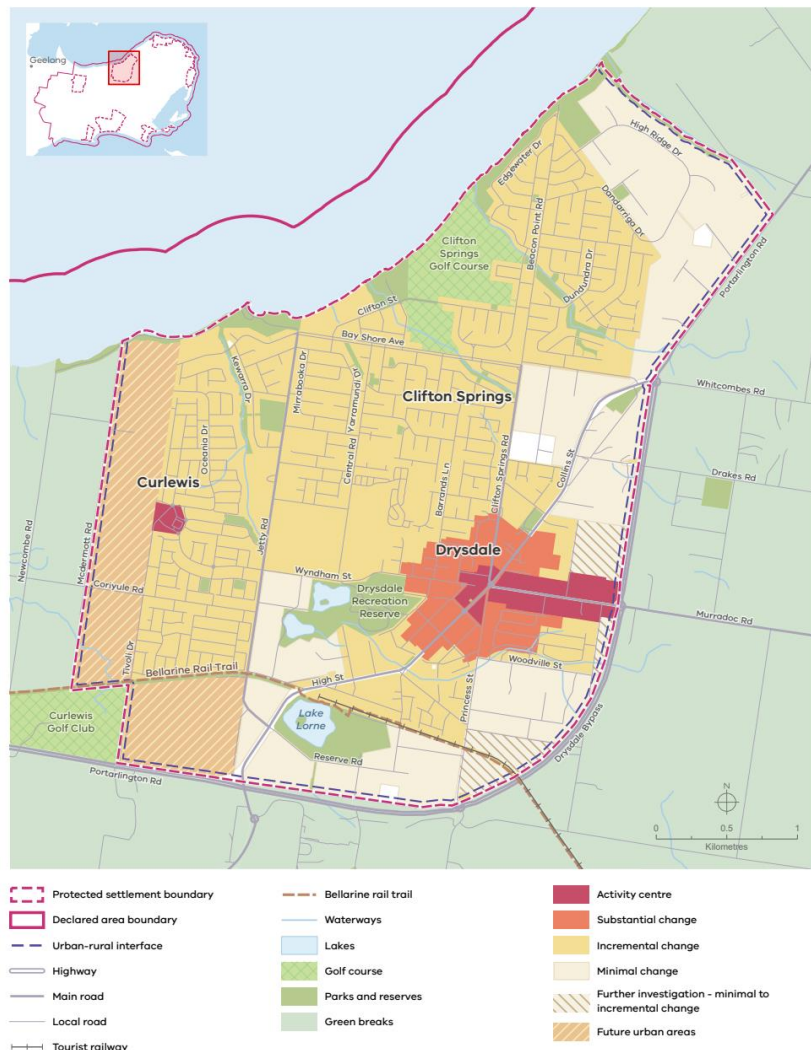 Geelong
High Ridge Dr
Edgewater Dr
Dandarriga Dr
Beacon Point Rd
Portarlington Rd
Clifton
Springs
Golf Course
Dundundra Dr
Clifton St
Bay Shore Ave
Kewarra Dr
Mirrabooka Dr
Yarramundi Dr
Whitcombes Rd
Clifton Springs
Oceania Dr
Central Rd
Barrands Ln
Clifton Springs Rd
Collins St
Drakes Rd
Curlewis
Newcombe Rd
Mcdermott Rd
Jetty Rd
Drysdale
Wyndham St
Coriyule Rd
Drysdale
Recreation
Reserve
Murradoc Rd
Tivoli Dr
Bellarine Rail Trail
High St
Woodville St
Princess St
Curlewis
Golf Club
Lake
Lorne
Reserve Rd
Drysdale Bypass
Portarlington Rd
N
0 0.5 1
Kilometres
Protected settlement boundary
Declared area boundary
Urban-rural interface
Highway
Main road
Local road
Tourist railway
Bellarine rail trail
Waterways
Lakes
Golf course
Parks and reserves
Green breaks
Activity centre
Substantial change
Incremental change
Minimal change
Further investigation - minimal to
incremental change
Future urban areas